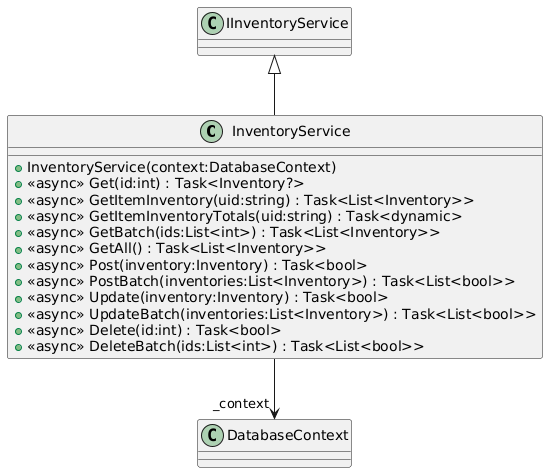 C IInventoryService
C InventoryService
InventoryService(context:DatabaseContext)
«async» Get(id:int) : Task<Inventory?>
«async» GetItemInventory(uid:string) : Task<List<Inventory>>
«async» GetItemInventoryTotals(uid:string) : Task<dynamic>
«async» GetBatch(ids:List<int>) : Task<List<Inventory>>
«async» GetAll() : Task<List<Inventory>>
«async» Post(inventory:Inventory) : Task<bool>
«async» PostBatch(inventories:List<Inventory>) : Task<List<bool>>
«async» Update(inventory:Inventory) : Task<bool>
«async» UpdateBatch(inventories:List<Inventory>) : Task<List<bool>>
«async» Delete(id:int) : Task<bool>
«async» DeleteBatch(ids:List<int>) : Task<List<bool>>
_context
C DatabaseContext